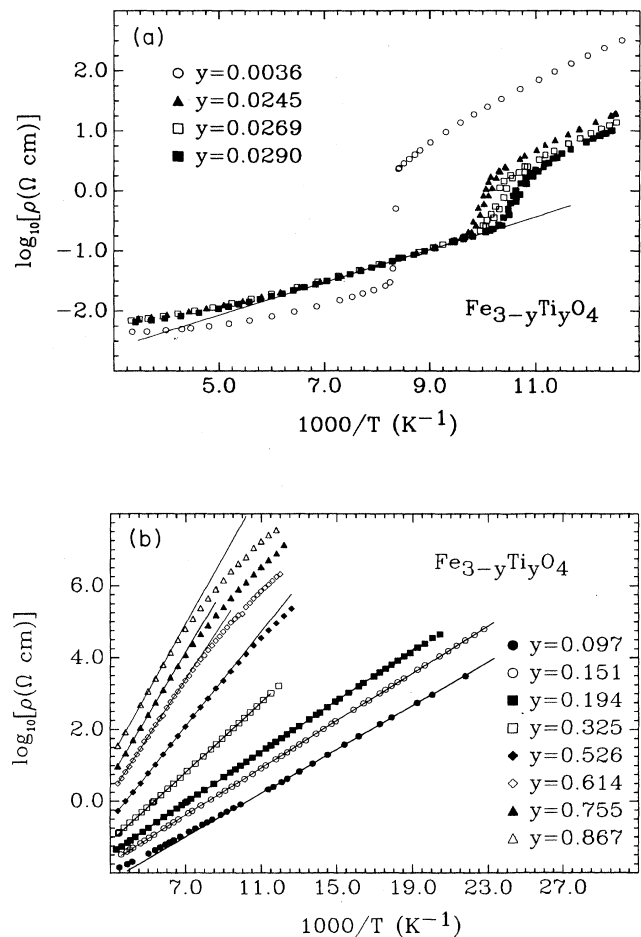 (a)
○ y=0.0036
▲ y=0.0245
□ y=0.0269
■ y=0.0290
2.0
1.0
0.0
−1.0
−2.0
log₁₀[ρ(Ω cm)]
Fe₃₋yTiyO₄
5.0 7.0 9.0 11.0
1000/T (K⁻¹)
(b)
Fe₃₋yTiyO₄
6.0
4.0
2.0
0.0
log₁₀[ρ(Ω cm)]
● y=0.097
○ y=0.151
■ y=0.194
□ y=0.325
◆ y=0.526
◇ y=0.614
▲ y=0.755
△ y=0.867
7.0 11.0 15.0 19.0 23.0 27.0
1000/T (K⁻¹)